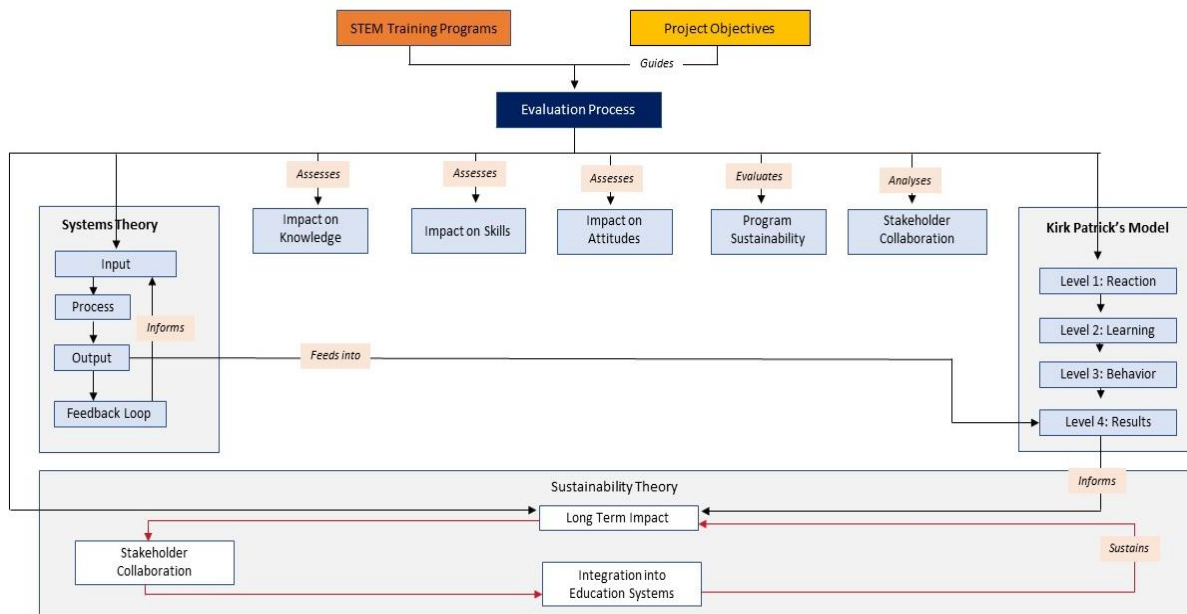 STEM Training Programs
Project Objectives
Guides
Evaluation Process
Assesses
Assesses
Assesses
Evaluates
Analyses
Systems Theory
Impact on
Knowledge
Impact on Skills
Impact on
Attitudes
Program
Sustainability
Stakeholder
Collaboration
Kirk Patrick's Model
Input
Process
Informs
Output
Feedback Loop
Feeds into
Level 1: Reaction
Level 2: Learning
Level 3: Behavior
Level 4: Results
Informs
Sustainability Theory
Long Term Impact
Stakeholder
Collaboration
Integration into
Education Systems
Sustains